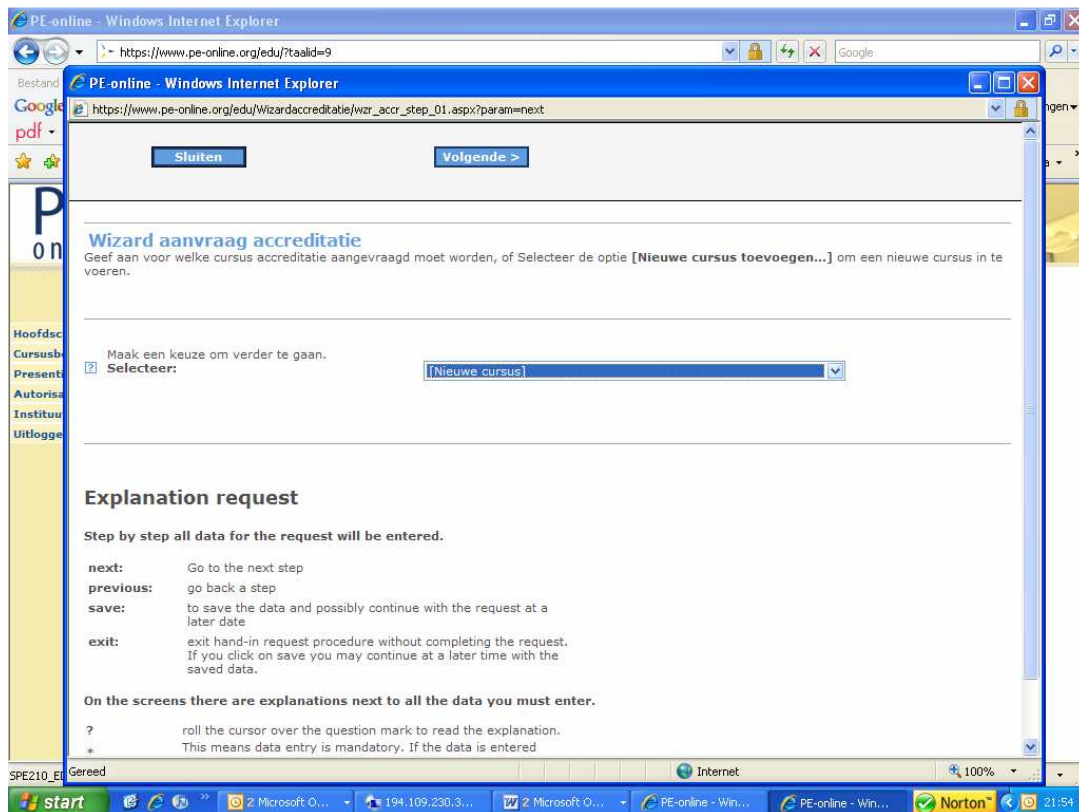 PE-online - Windows Internet Explorer
https://www.pe-online.org/edu/?taalid=9
Google
Bestand
PE-online - Windows Internet Explorer
Google
https://www.pe-online.org/edu/Wizardaccreditatie/wzr_accr_step_01.aspx?param=next
pdf
Sluiten
Volgende >
P
on
Wizard aanvraag accreditatie
Geef aan voor welke cursus accreditatie aangevraagd moet worden, of Selecteer de optie [Nieuwe cursus toevoegen...] om een nieuwe cursus in te
voeren.
Hoofdsc
Cursusb
Presenti
Autorisa
Instituu
Uitlogge
Maak een keuze om verder te gaan.
? Selecteer:
[Nieuwe cursus]
Explanation request
Step by step all data for the request will be entered.
next: Go to the next step
previous: go back a step
save: to save the data and possibly continue with the request at a
later date
exit: exit hand-in request procedure without completing the request.
If you click on save you may continue at a later time with the
saved data.
On the screens there are explanations next to all the data you must enter.
? roll the cursor over the question mark to read the explanation.
* This means data entry is mandatory. If the data is entered
SPE210_E
Gereed
Internet
100%
start
2 Microsoft O...
194.109.230.3...
2 Microsoft O...
PE-online - Win...
PE-online - Win...
Norton™
21:54